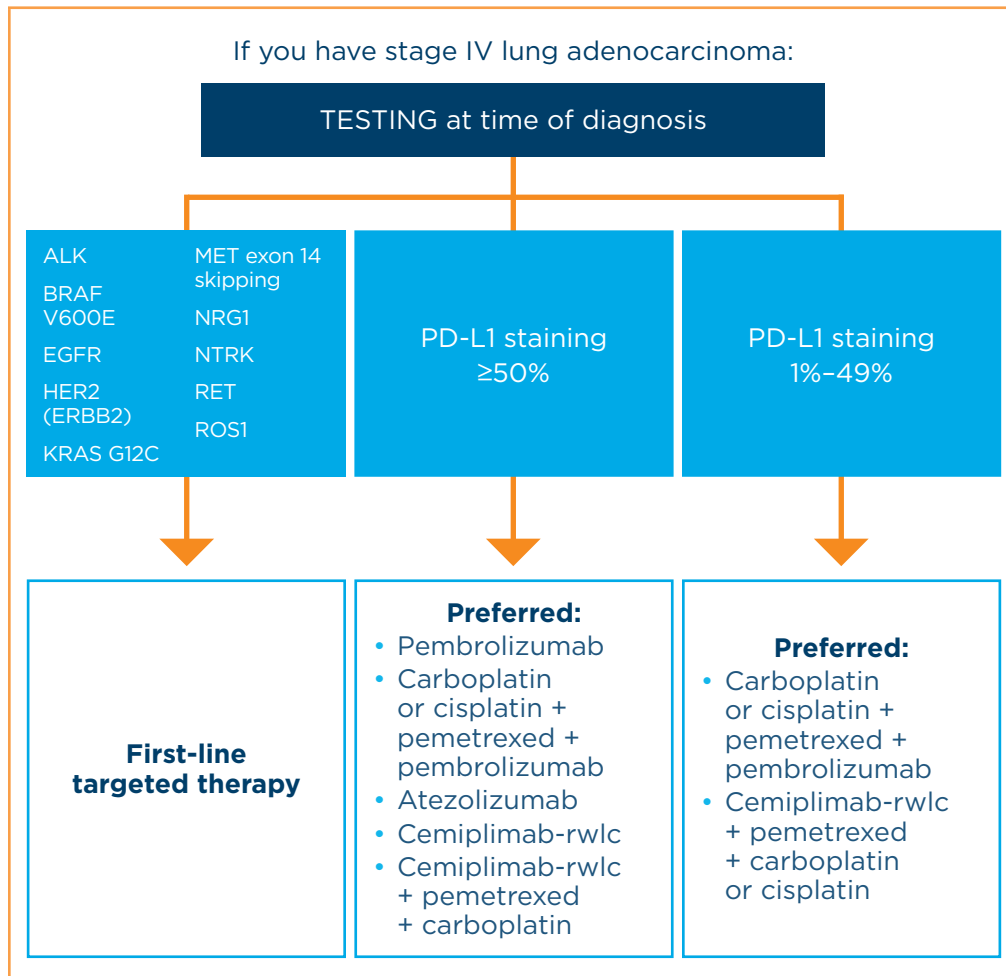 If you have stage IV lung adenocarcinoma:
TESTING at time of diagnosis
ALK
BRAF
V600E
EGFR
HER2
(ERBB2)
KRAS G12C
MET exon 14
skipping
NRG1
NTRK
RET
ROS1
PD-L1 staining
≥50%
PD-L1 staining
1%–49%
First-line
targeted therapy
Preferred:
• Pembrolizumab
• Carboplatin
or cisplatin +
pemetrexed +
pembrolizumab
• Atezolizumab
• Cemiplimab-rwlc
• Cemiplimab-rwlc
+ pemetrexed
+ carboplatin
Preferred:
• Carboplatin
or cisplatin +
pemetrexed +
pembrolizumab
• Cemiplimab-rwlc
+ pemetrexed
+ carboplatin
or cisplatin